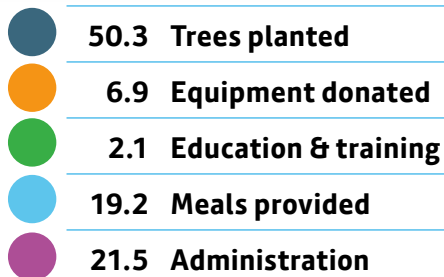 50.3 Trees planted
6.9 Equipment donated
2.1 Education & training
19.2 Meals provided
21.5 Administration